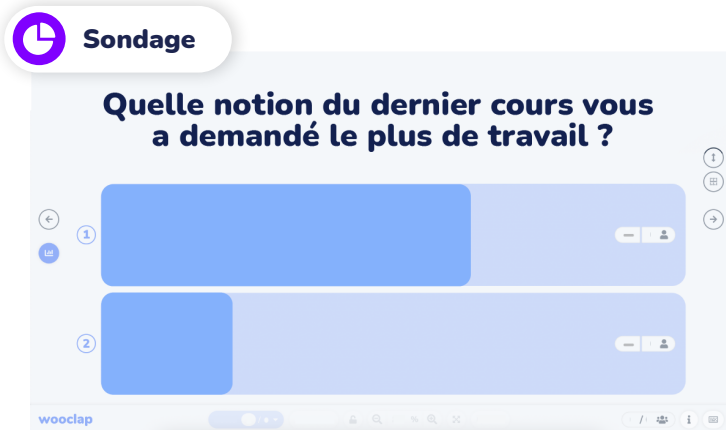 Sondage
Quelle notion du dernier cours vous
a demandé le plus de travail ?
1
2
wooclap
%
/
i